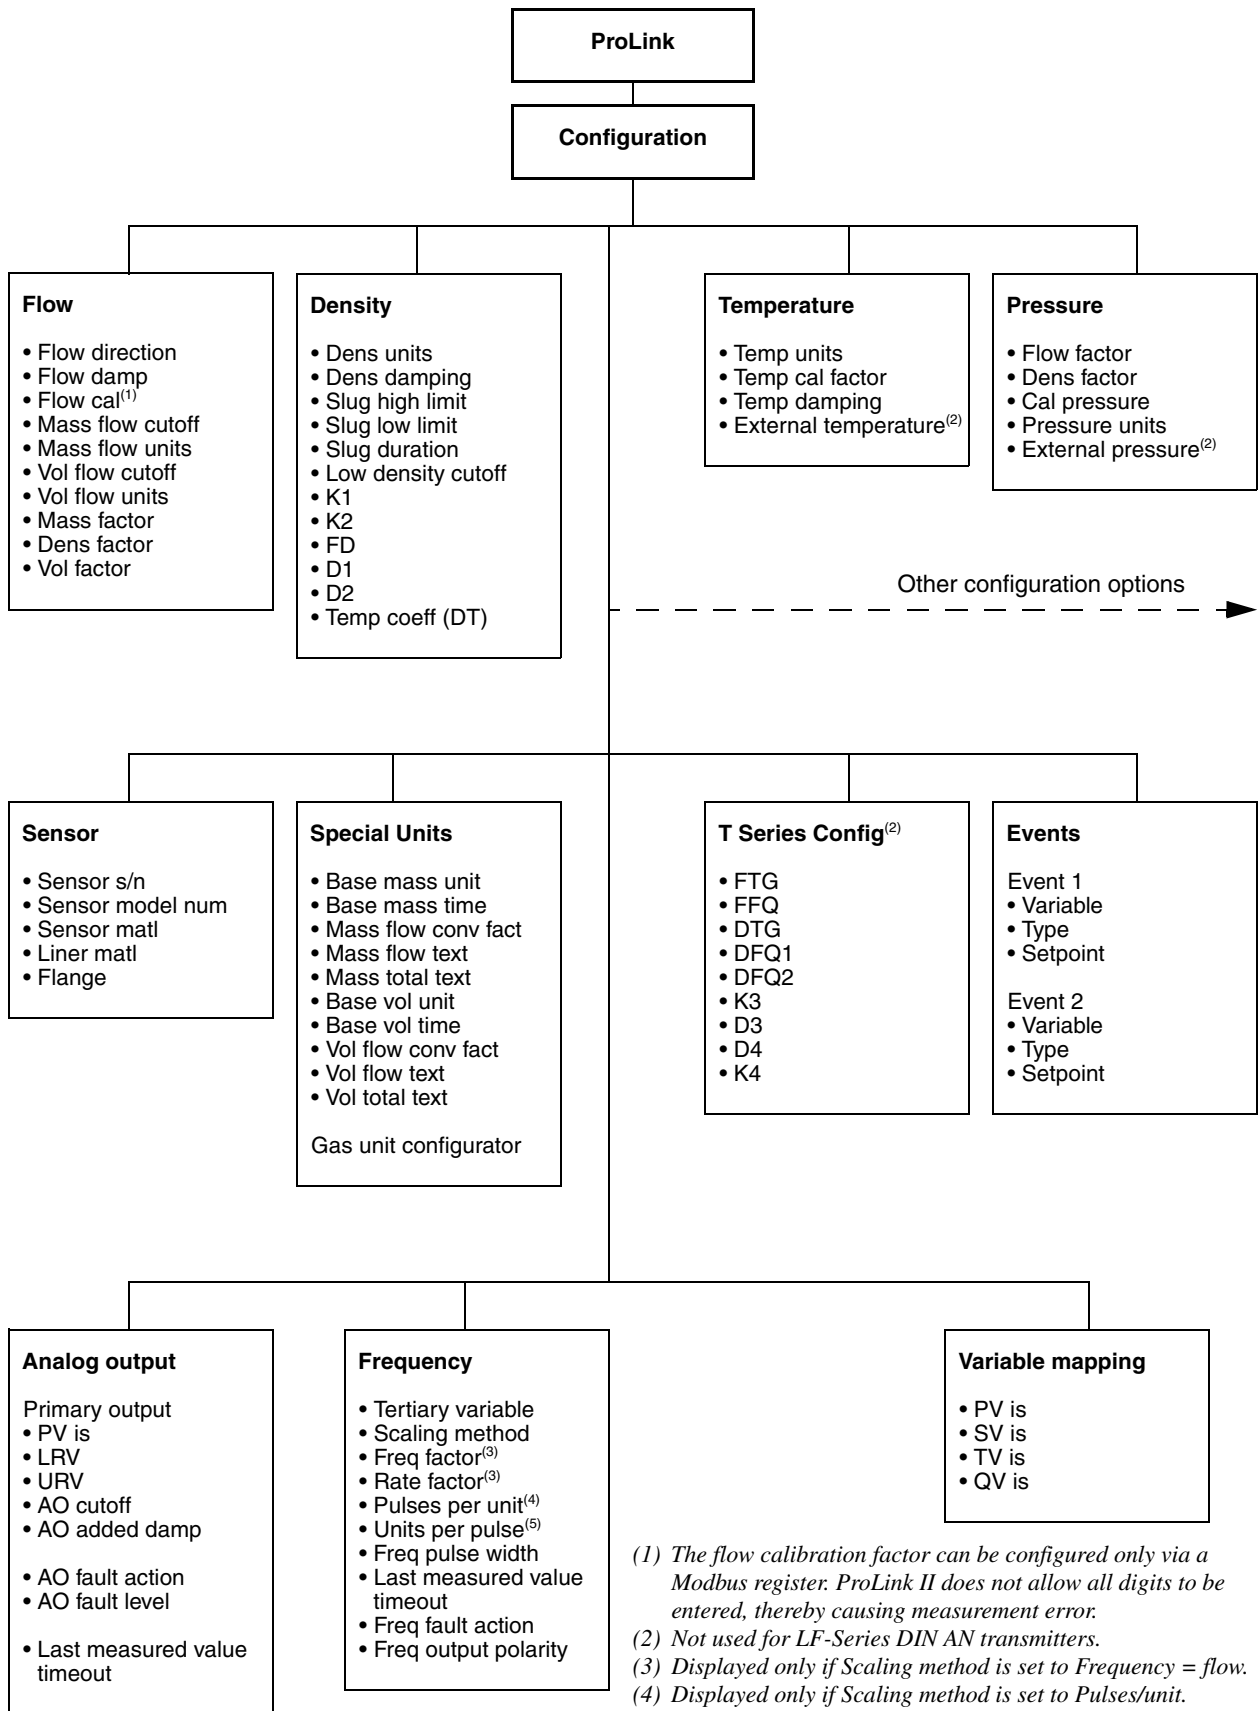 ProLink
Configuration
Flow
• Flow direction
• Flow damp
• Flow cal(1)
• Mass flow cutoff
• Mass flow units
• Vol flow cutoff
• Vol flow units
• Mass factor
• Dens factor
• Vol factor
Density
• Dens units
• Dens damping
• Slug high limit
• Slug low limit
• Slug duration
• Low density cutoff
• K1
• K2
• FD
• D1
• D2
• Temp coeff (DT)
Temperature
• Temp units
• Temp cal factor
• Temp damping
• External temperature(2)
Pressure
• Flow factor
• Dens factor
• Cal pressure
• Pressure units
• External pressure(2)
Other configuration options
Sensor
• Sensor s/n
• Sensor model num
• Sensor matl
• Liner matl
• Flange
Special Units
• Base mass unit
• Base mass time
• Mass flow conv fact
• Mass flow text
• Mass total text
• Base vol unit
• Base vol time
• Vol flow conv fact
• Vol flow text
• Vol total text
Gas unit configurator
T Series Config(2)
• FTG
• FFQ
• DTG
• DFQ1
• DFQ2
• K3
• D3
• D4
• K4
Events
Event 1
• Variable
• Type
• Setpoint
Event 2
• Variable
• Type
• Setpoint
Analog output
Primary output
• PV is
• LRV
• URV
• AO cutoff
• AO added damp
• AO fault action
• AO fault level
• Last measured value
timeout
Frequency
• Tertiary variable
• Scaling method
• Freq factor(3)
• Rate factor(3)
• Pulses per unit(4)
• Units per pulse(5)
• Freq pulse width
• Last measured value
timeout
• Freq fault action
• Freq output polarity
Variable mapping
• PV is
• SV is
• TV is
• QV is
(1) The flow calibration factor can be configured only via a
Modbus register. ProLink II does not allow all digits to be
entered, thereby causing measurement error.
(2) Not used for LF-Series DIN AN transmitters.
(3) Displayed only if Scaling method is set to Frequency = flow.
(4) Displayed only if Scaling method is set to Pulses/unit.